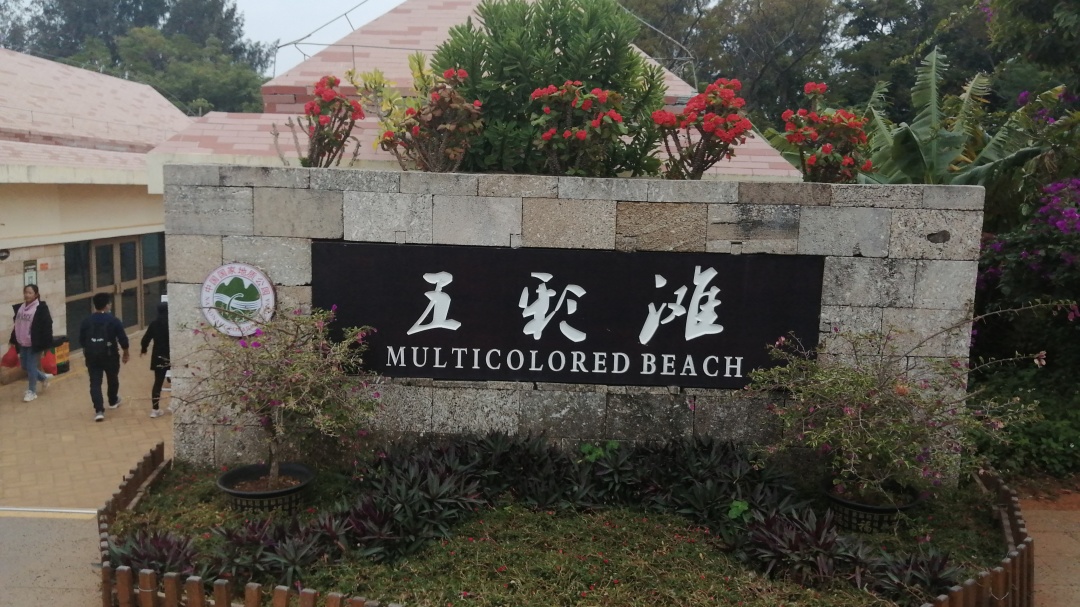 五彩滩
MULTICOLORED BEACH